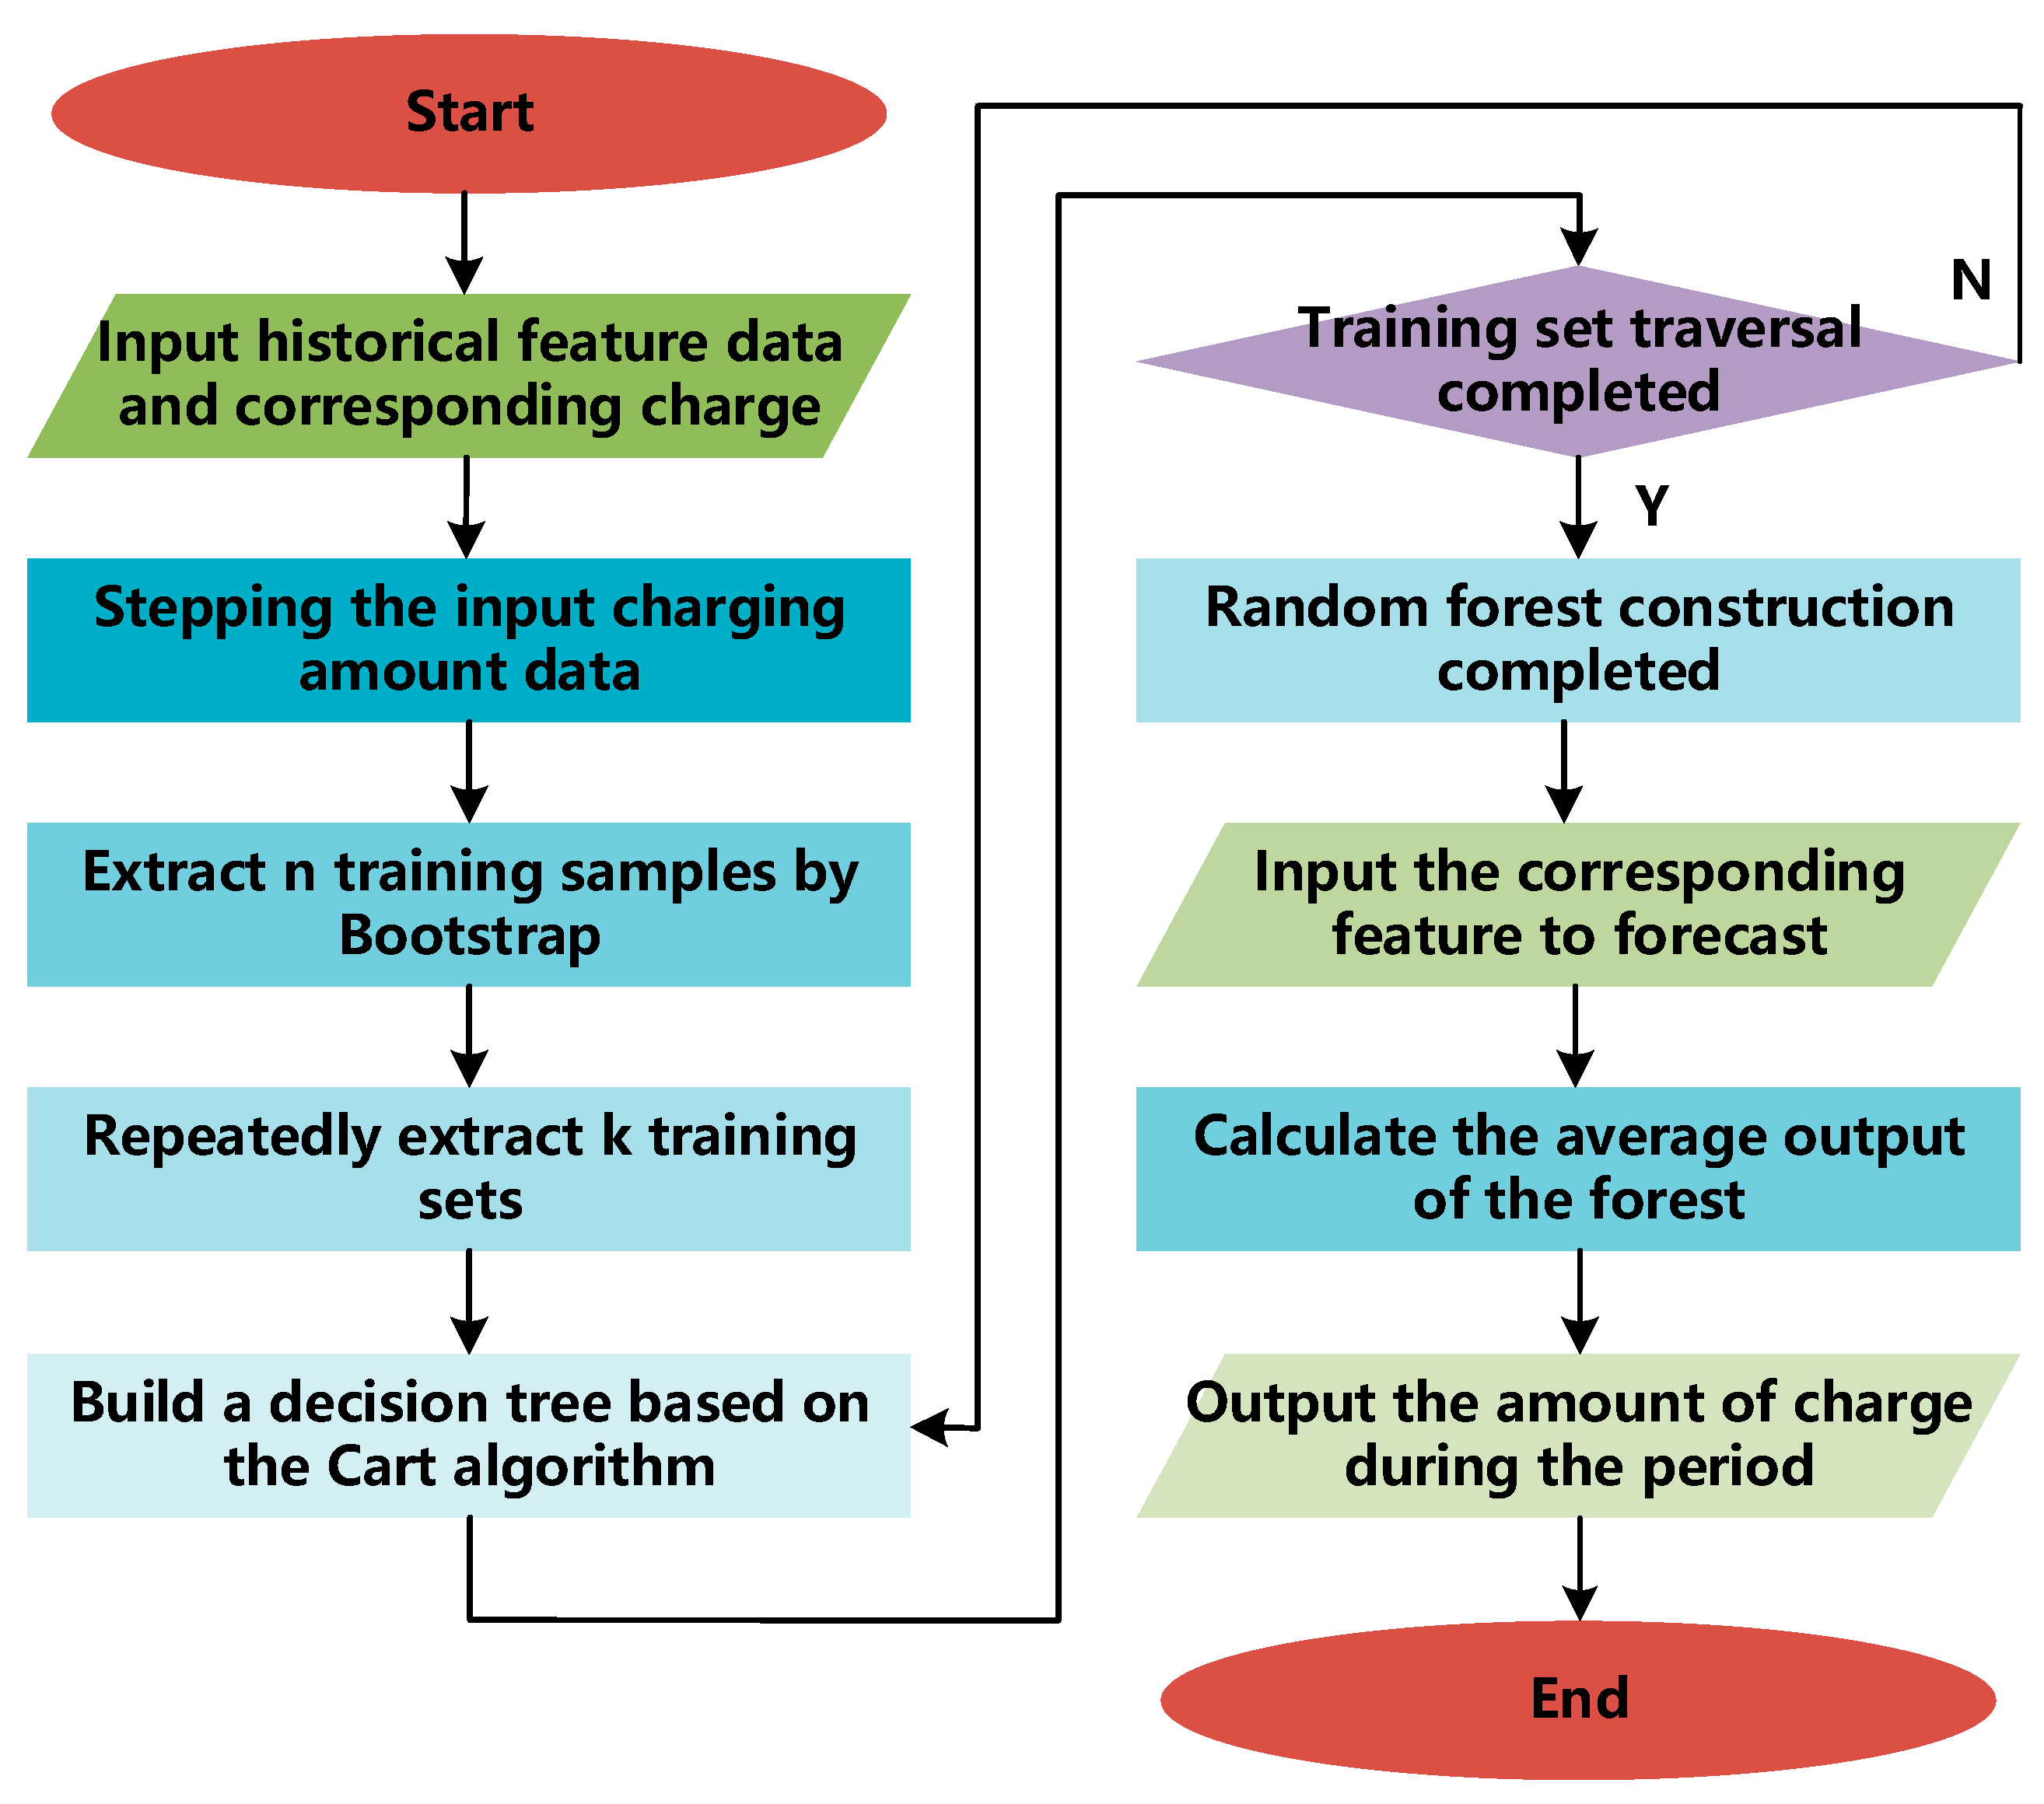 Start
Input historical feature data
and corresponding charge
Stepping the input charging
amount data
Extract n training samples by
Bootstrap
Repeatedly extract k training
sets
Build a decision tree based on
the Cart algorithm
Training set traversal
completed
N
Y
Random forest construction
completed
Input the corresponding
feature to forecast
Calculate the average output
of the forest
Output the amount of charge
during the period
End